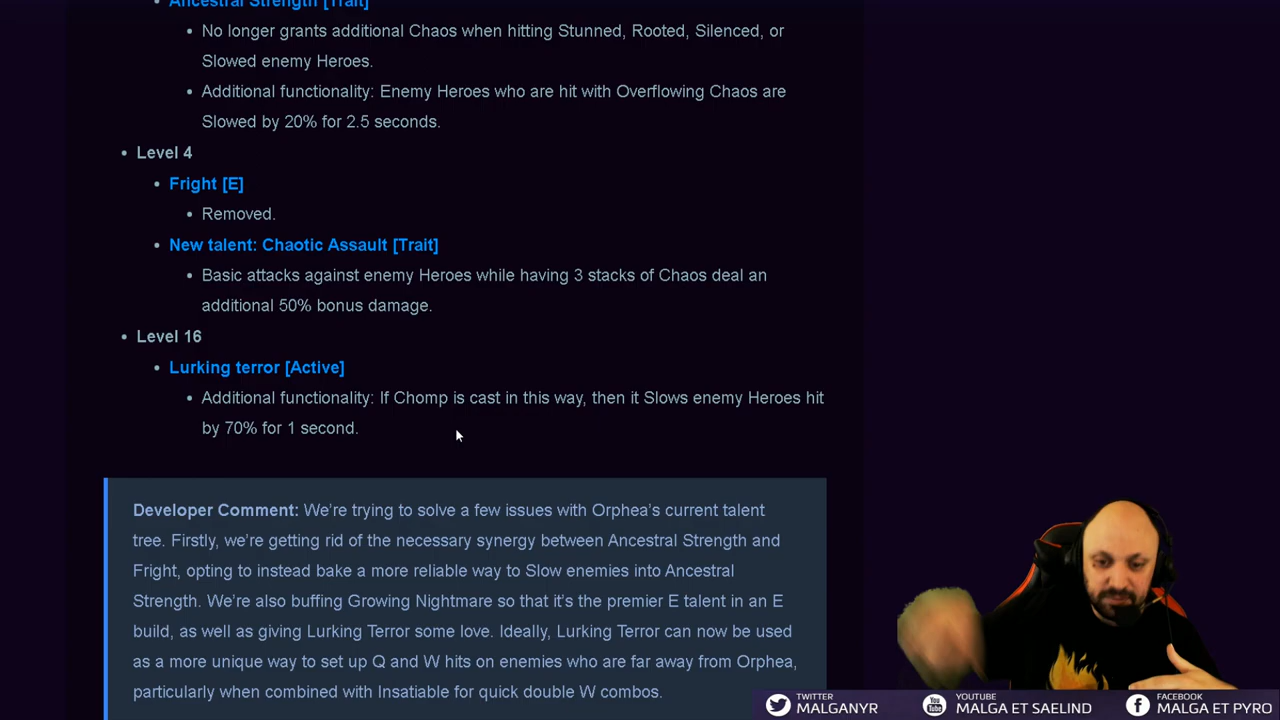 Ancestral Strength [Trait]
No longer grants additional Chaos when hitting Stunned, Rooted, Silenced, or
Slowed enemy Heroes.
Additional functionality: Enemy Heroes who are hit with Overflowing Chaos are
Slowed by 20% for 2.5 seconds.
Level 4
Fright [E]
Removed.
New talent: Chaotic Assault [Trait]
Basic attacks against enemy Heroes while having 3 stacks of Chaos deal an
additional 50% bonus damage.
Level 16
Lurking terror [Active]
Additional functionality: If Chomp is cast in this way, then it Slows enemy Heroes hit
by 70% for 1 second.
Developer Comment: We're trying to solve a few issues with Orphea's current talent
tree. Firstly, we're getting rid of the necessary synergy between Ancestral Strength and
Fright, opting to instead bake a more reliable way to Slow enemies into Ancestral
Strength. We're also buffing Growing Nightmare so that it's the premier E talent in an E
build, as well as giving Lurking Terror some love. Ideally, Lurking Terror can now be used
as a more unique way to set up Q and W hits on enemies who are far away from Orphea,
particularly when combined with Insatiable for quick double W combos.
TWITTER
MALGANYR
You Tube
YOUTUBE
MALGA ET SAELIND
FACEBOOK
MALGA ET PYRO